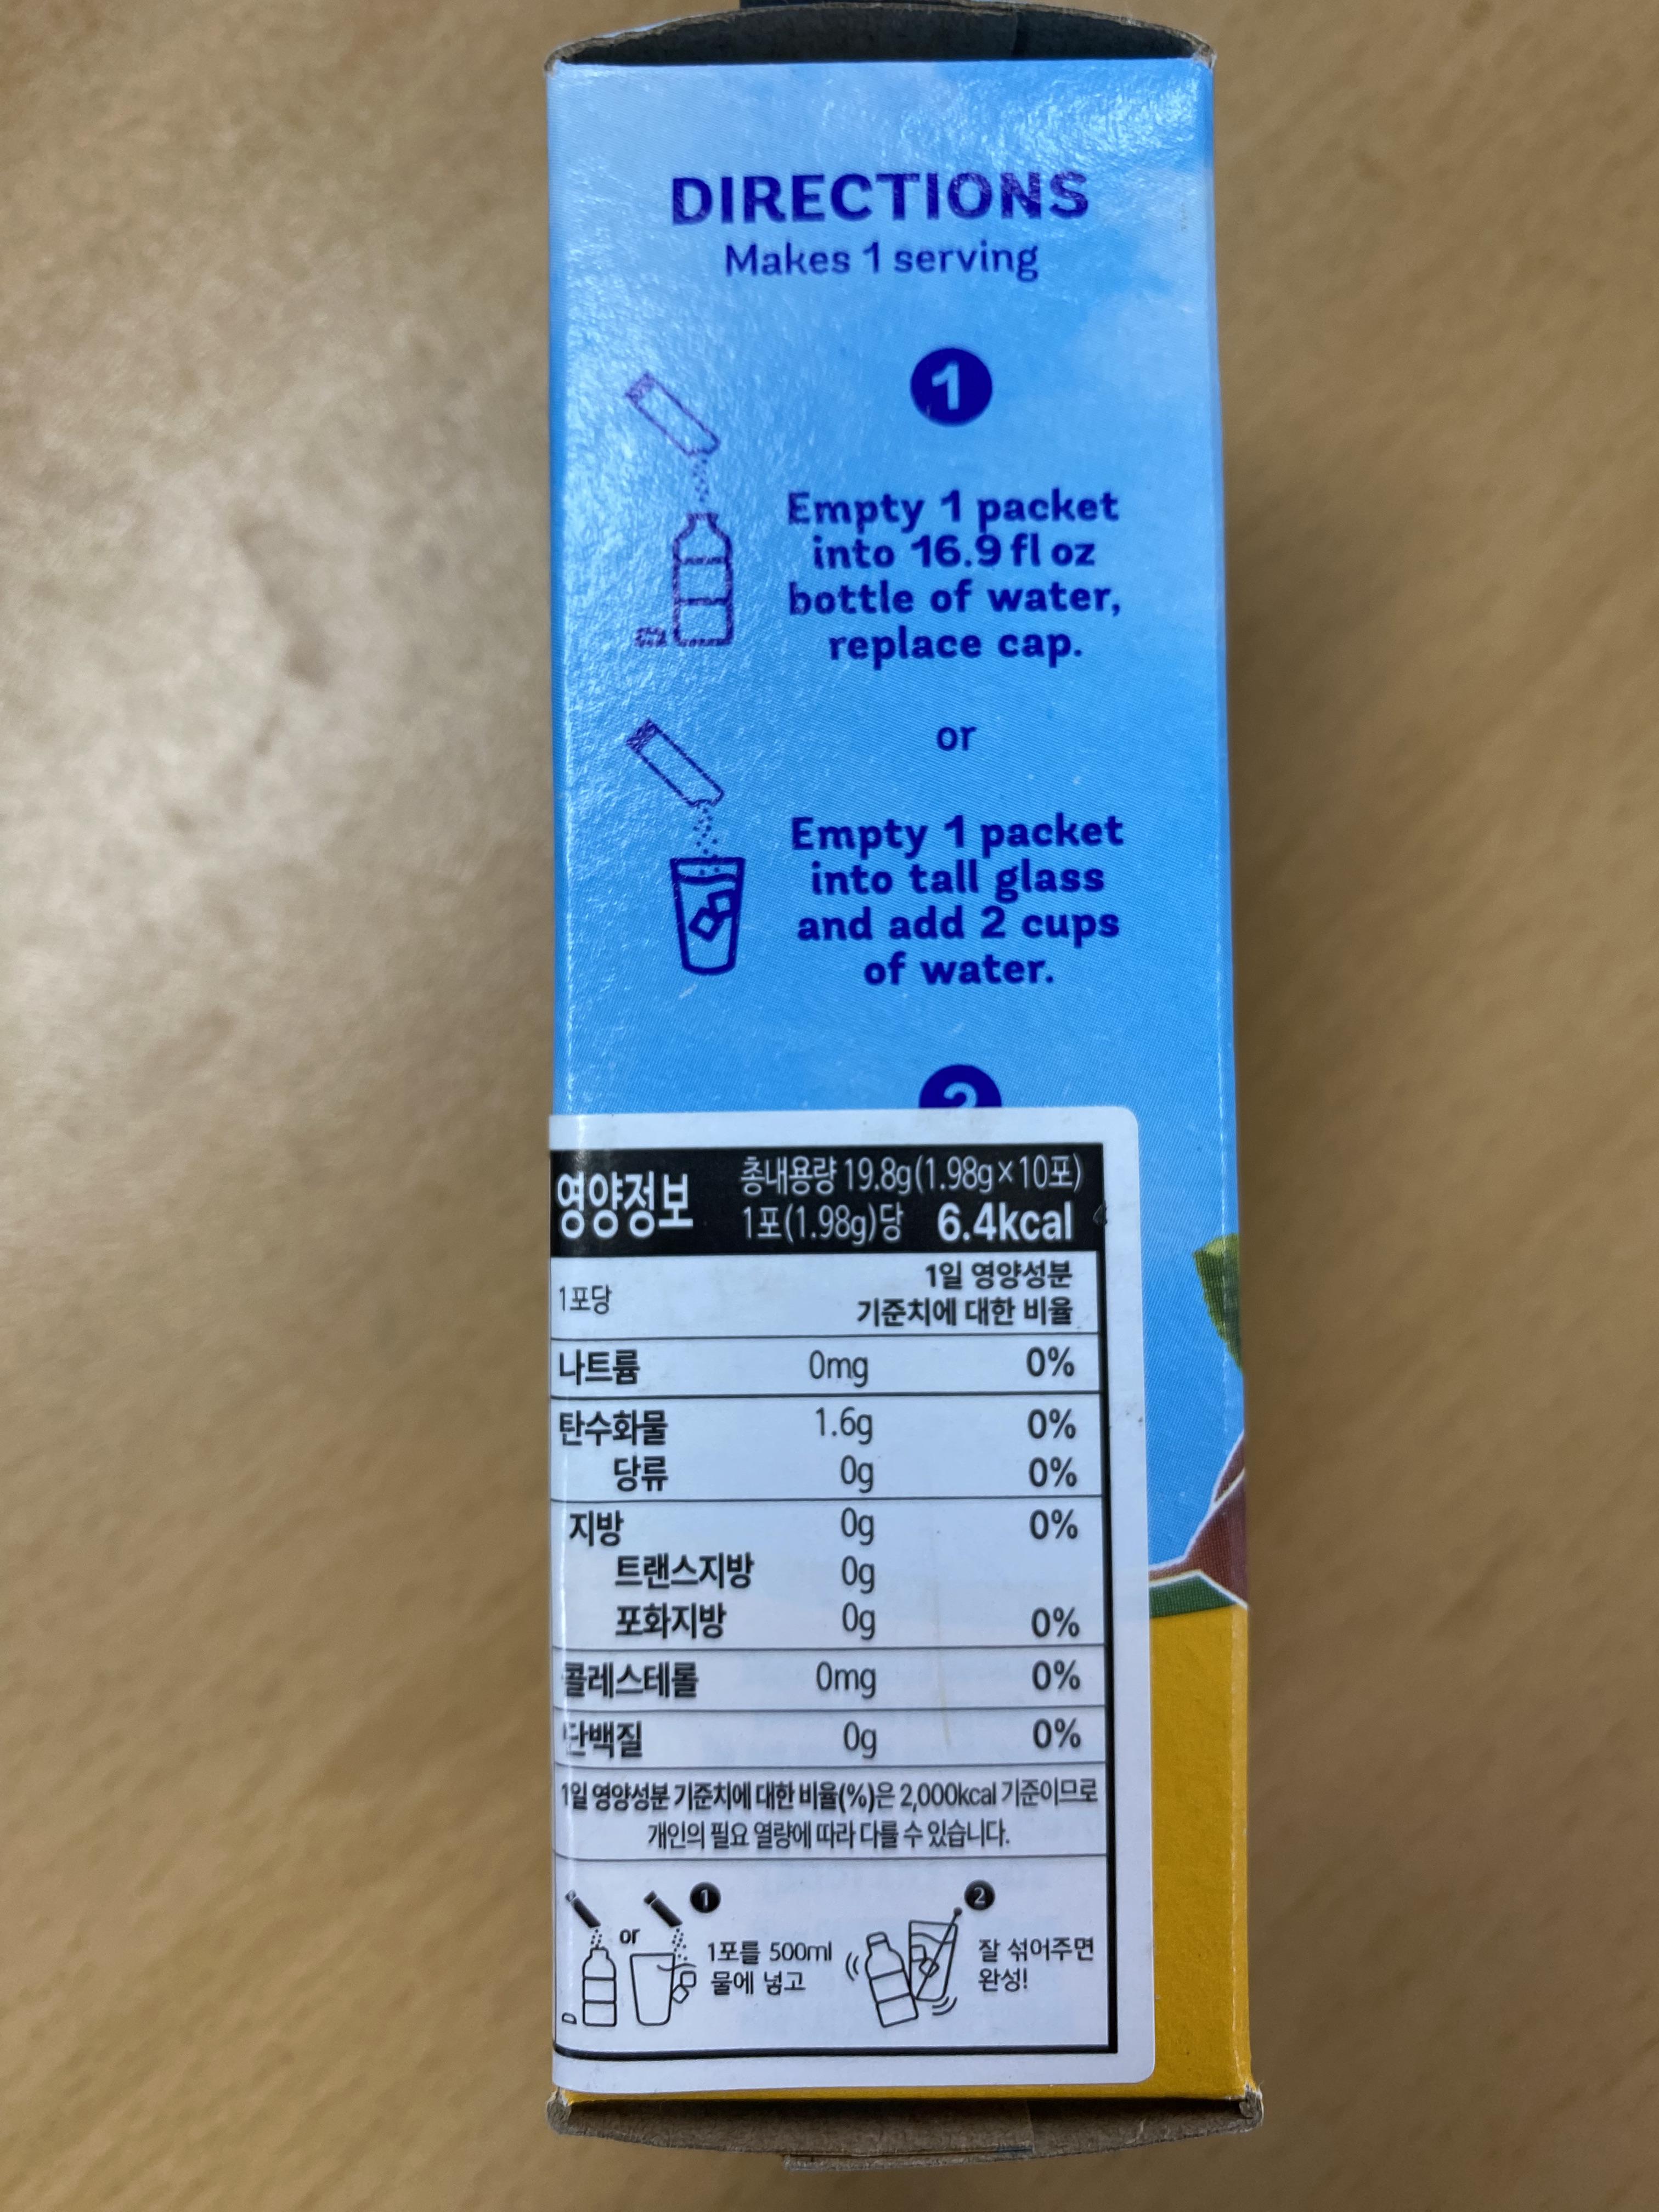 DIRECTIONS
Makes 1 serving
1
Empty 1 packet
into 16.9 fl oz
bottle of water,
replace cap.
or
Empty 1 packet
into tall glass
and add 2 cups
of water.
2
영양정보
총내용량 19.8g(1.98g×10포)
1포(1.98g)당 6.4kcal
1포당
1일 영양성분
기준치에 대한 비율
나트륨 0mg 0%
탄수화물 1.6g 0%
당류 0g 0%
지방 0g 0%
트랜스지방 0g
포화지방 0g 0%
콜레스테롤 0mg 0%
단백질 0g 0%
1일 영양성분 기준치에 대한 비율(%)은 2,000kcal 기준이므로
개인의 필요 열량에 따라 다를 수 있습니다.
or
1
1포를 500ml
물에 넣고
2
잘 섞어주면
완성!